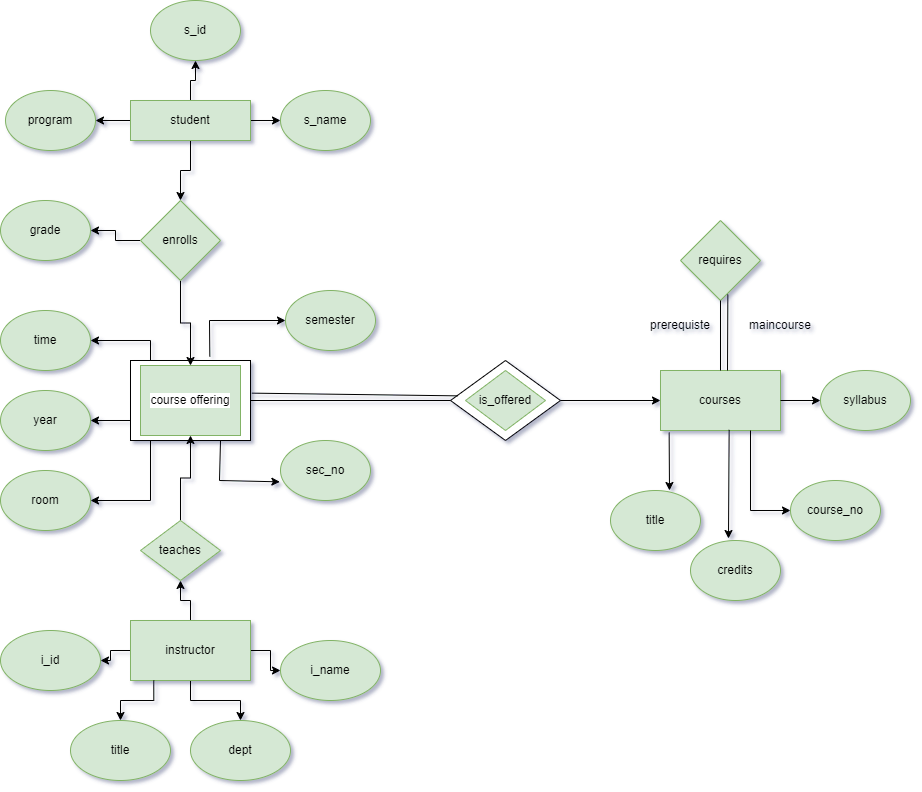 s_id
program
student
s_name
grade
enrolls
requires
semester
prerequiste
maincourse
time
course offering
is_offered
courses
syllabus
year
sec_no
room
title
course_no
credits
teaches
i_id
instructor
i_name
title
dept